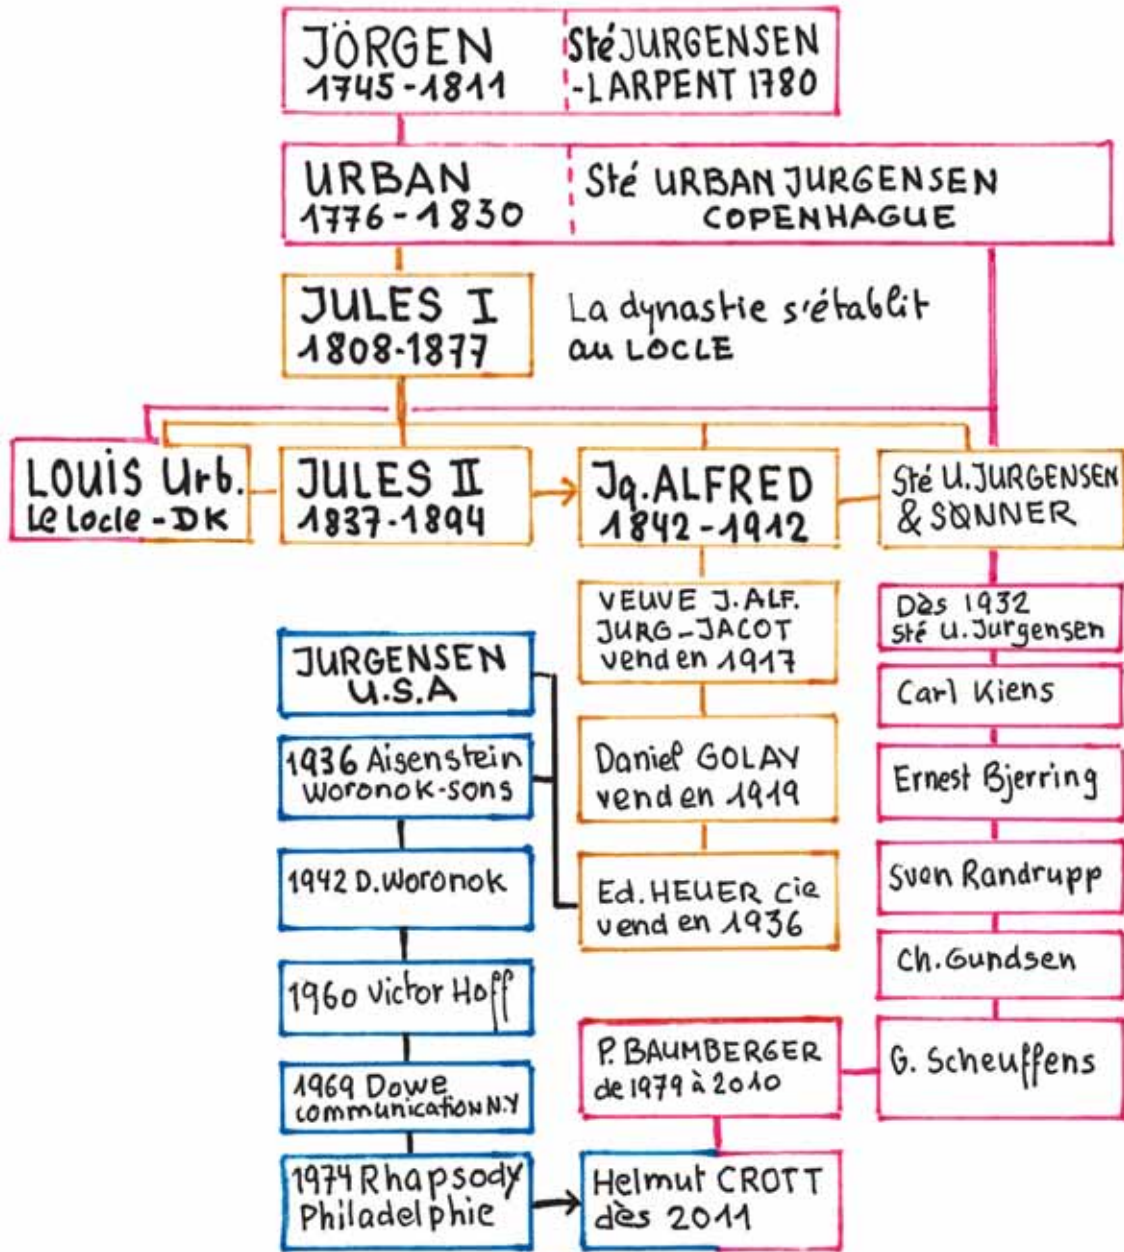 JÖRGEN
1745-1811
Sté JURGENSEN
-LARPENT 1780
URBAN
1776-1830
Sté URBAN JURGENSEN
COPENHAGUE
JULES I
1808-1877
La dynastie s'établit
au LOCLE
LOUIS Urb.
Le Locle - DK
JULES II
1837-1894
Jq. ALFRED
1842-1912
Sté U. JURGENSEN
& SØNNER
VEUVE J. ALF.
JURG-JACOT
vend en 1917
Daniel GOLAY
vend en 1919
Ed. HEUER Cie
vend en 1936
JURGENSEN
U.S.A
1936 Aisenstein
Woronok-sons
1942 D. Woronok
1960 Victor Hoff
1969 Dowe
communication N.Y
1974 Rhapsody
Philadelphie
Dès 1932
Sté U. Jurgensen
Carl Kiens
Ernest Bjerring
Sven Randrupp
Ch. Gundsen
G. Scheuffens
P. BAUMBERGER
de 1979 à 2010
Helmut CROTT
dès 2011